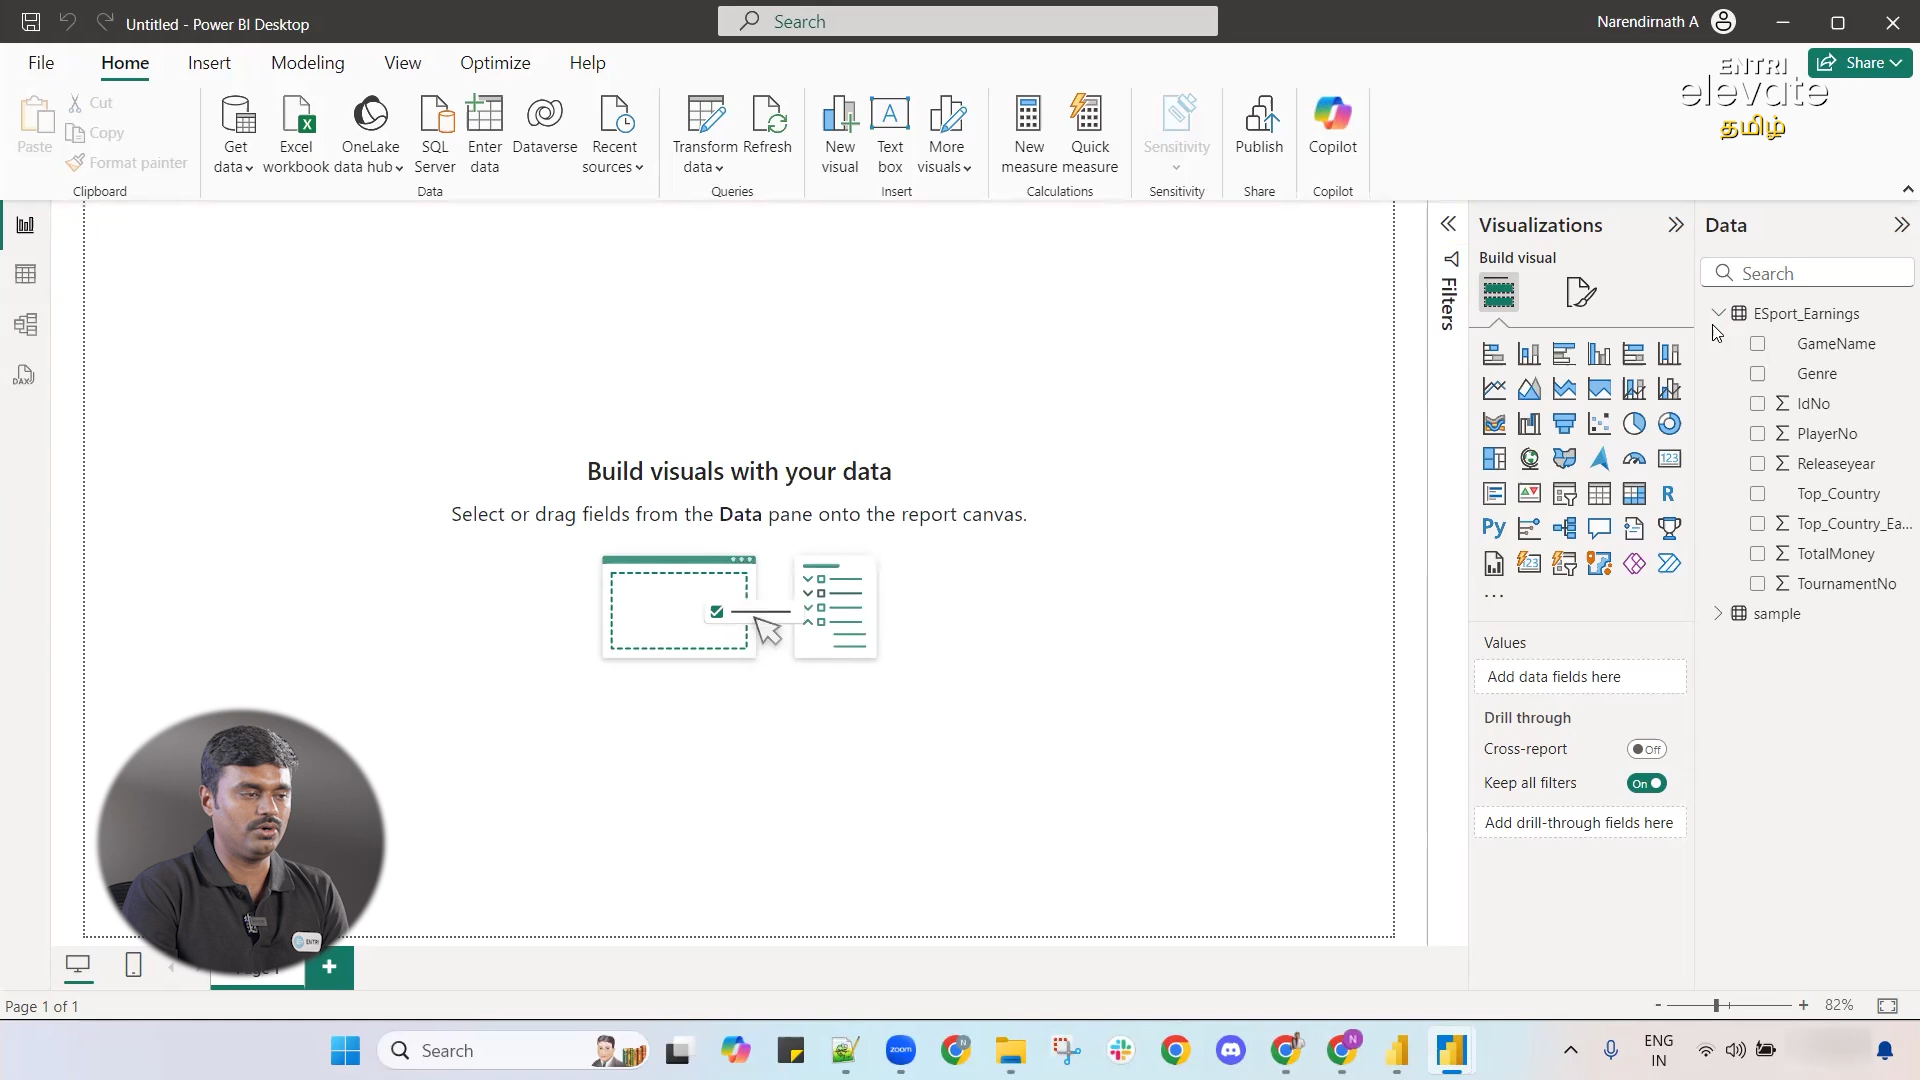 Untitled - Power BI Desktop
Search
Narendirnath A
File
Home
Insert
Modeling
View
Optimize
Help
Share
ENTRI
elevate
தமிழ்
Paste
Cut
Copy
Format painter
Clipboard
Get data
Excel workbook
OneLake data hub
SQL Server
Enter data
Dataverse
Recent sources
Data
Transform data
Refresh
Queries
New visual
Text box
More visuals
Insert
New measure
Quick measure
Calculations
Sensitivity
Sensitivity
Publish
Share
Copilot
Copilot
DAX
Build visuals with your data
Select or drag fields from the Data pane onto the report canvas.
Filters
Visualizations
Build visual
123
R
Py
123
...
Values
Add data fields here
Drill through
Cross-report
Off
Keep all filters
On
Add drill-through fields here
Data
Search
ESport_Earnings
GameName
Genre
IdNo
PlayerNo
Releaseyear
Top_Country
Top_Country_Ea...
TotalMoney
TournamentNo
sample
ENTRI
Page 1 of 1
82%
Search
zoom
N
N
ENG
IN